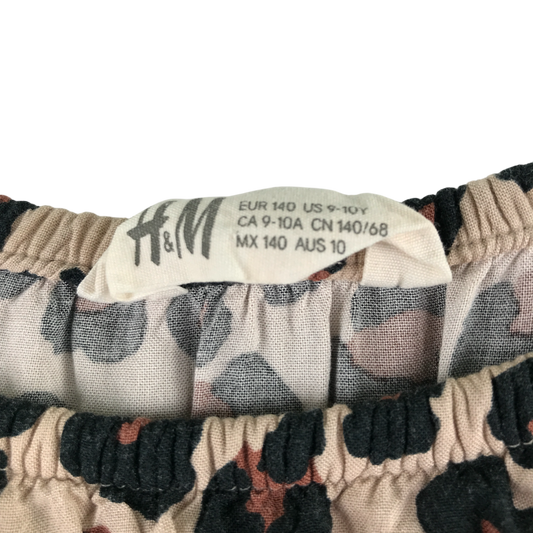 H&M
EUR 140 US 9-10Y
CA 9-10A CN 140/68
MX 140 AUS 10